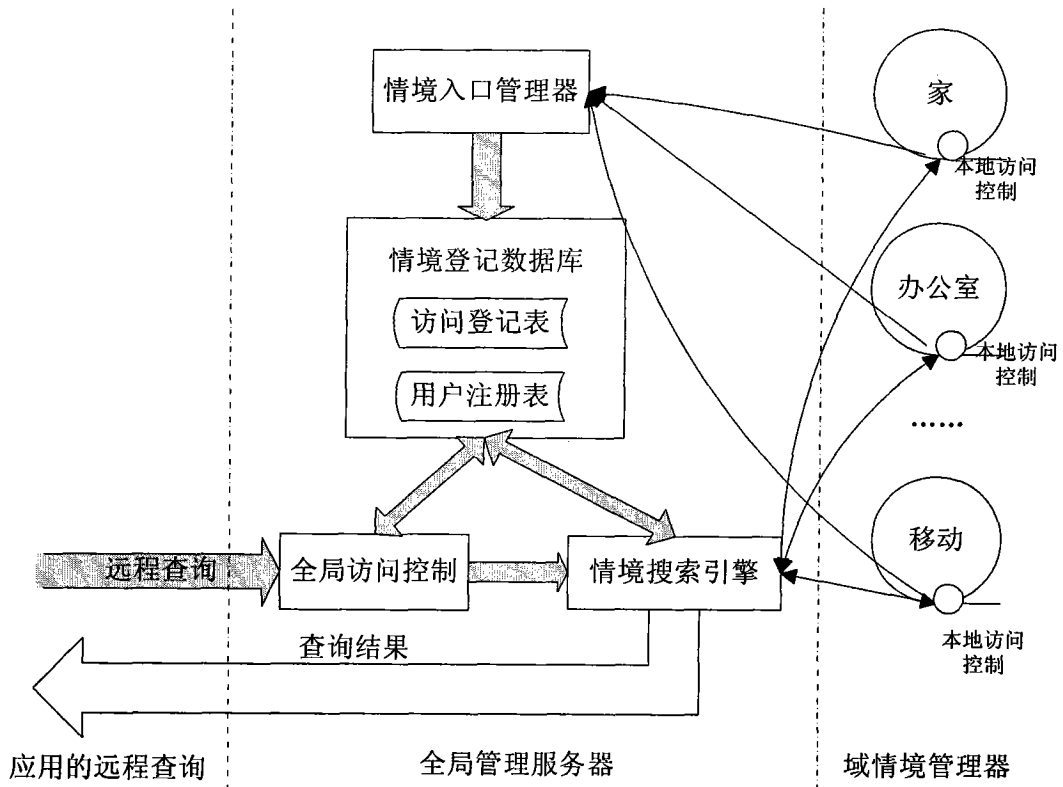 情境入口管理器
家
本地访问
控制
情境登记数据库
办公室
访问登记表
本地访问
控制
用户注册表
......
移动
远程查询
全局访问控制
情境搜索引擎
本地访问
控制
查询结果
应用的远程查询
全局管理服务器
域情境管理器